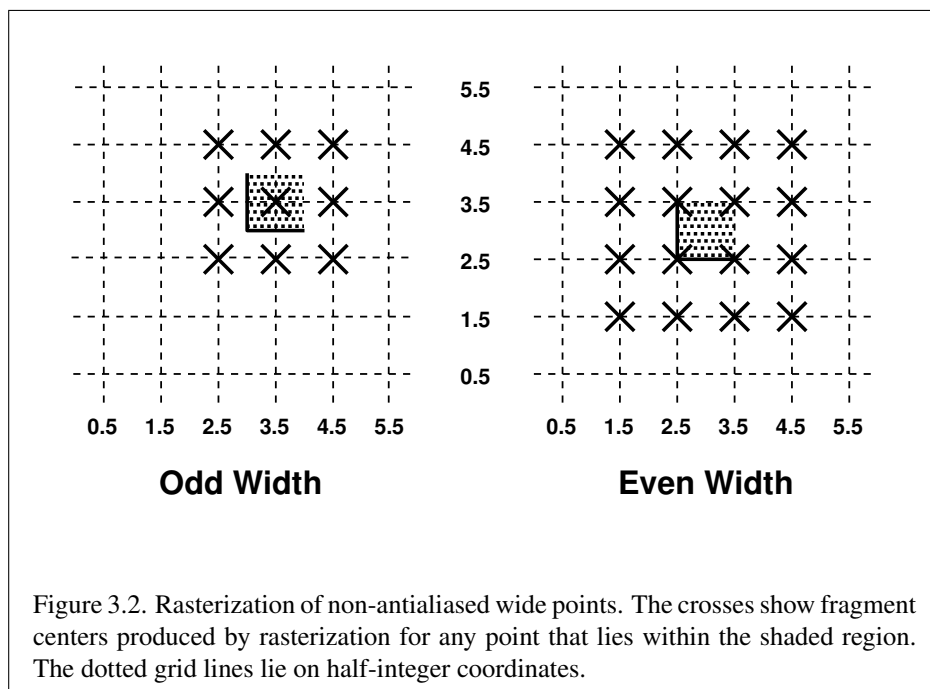 5.5
4.5
3.5
2.5
1.5
0.5
0.5 1.5 2.5 3.5 4.5 5.5 0.5 1.5 2.5 3.5 4.5 5.5
Odd Width Even Width
Figure 3.2. Rasterization of non-antialiased wide points. The crosses show fragment
centers produced by rasterization for any point that lies within the shaded region.
The dotted grid lines lie on half-integer coordinates.